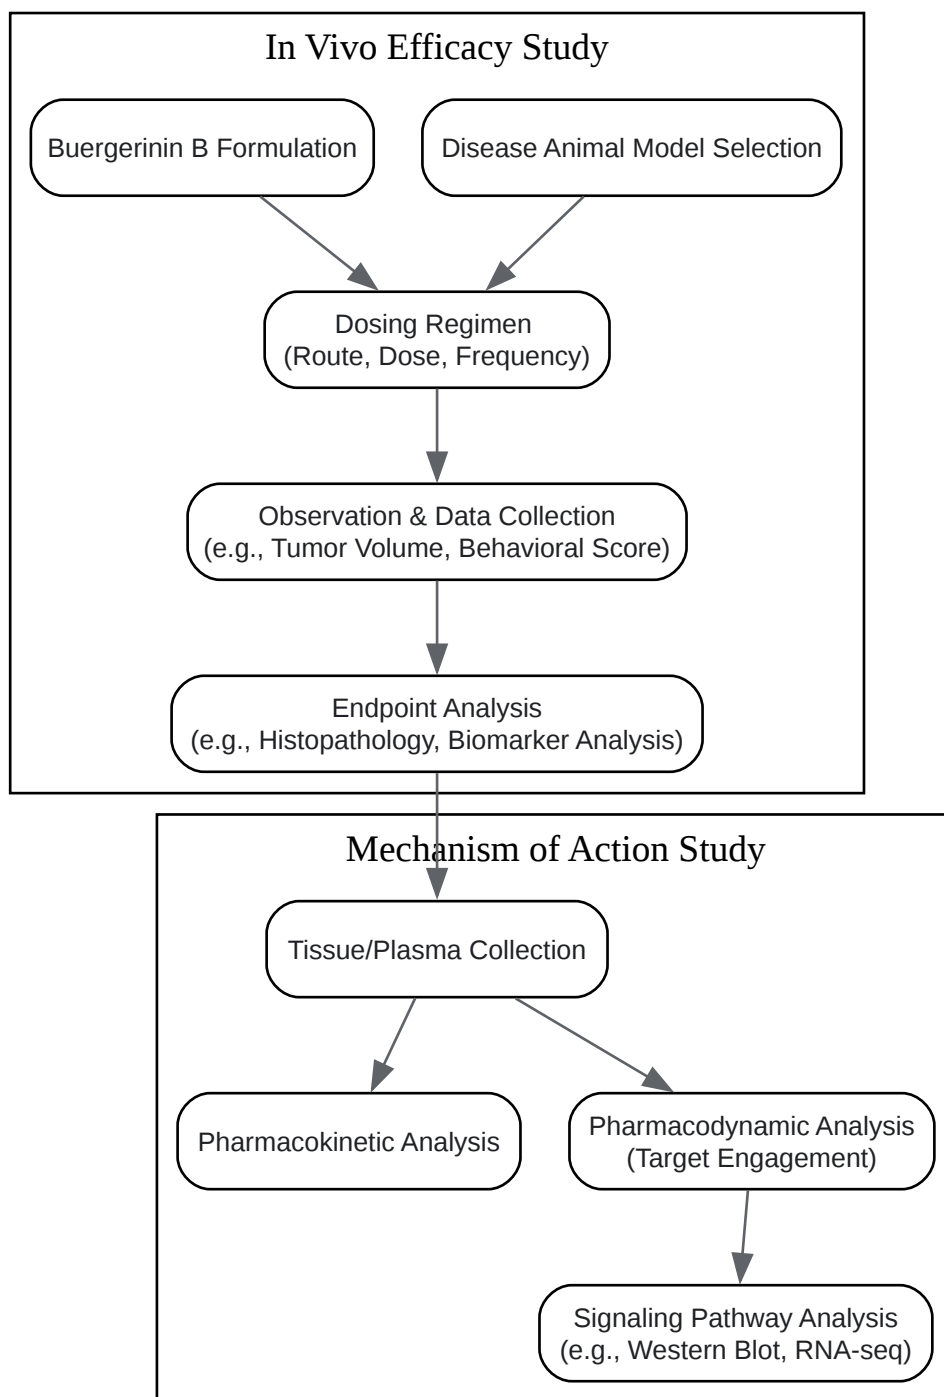 In Vivo Efficacy Study
Buergerinin B Formulation
Disease Animal Model Selection
Dosing Regimen
(Route, Dose, Frequency)
Observation & Data Collection
(e.g., Tumor Volume, Behavioral Score)
Endpoint Analysis
(e.g., Histopathology, Biomarker Analysis)
Mechanism of Action Study
Tissue/Plasma Collection
Pharmacokinetic Analysis
Pharmacodynamic Analysis
(Target Engagement)
Signaling Pathway Analysis
(e.g., Western Blot, RNA-seq)